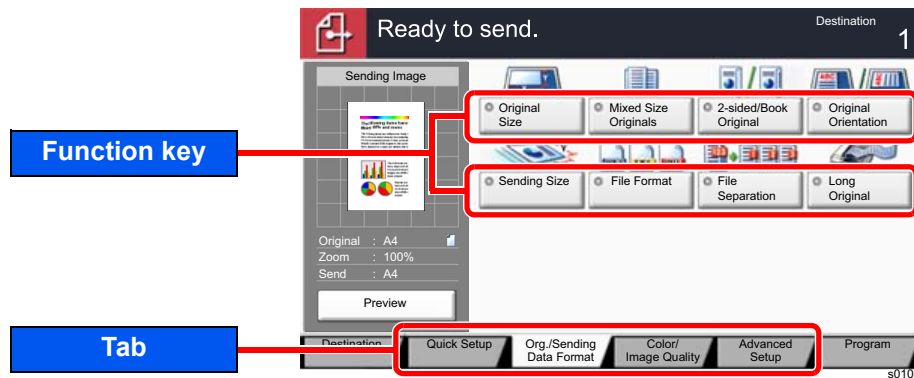 Ready to send.
Destination
1
Sending Image
Original
Size
Mixed Size
Originals
2-sided/Book
Original
Original
Orientation
Function key
Sending Size
File Format
File
Separation
Long
Original
Original : A4
Zoom : 100%
Send : A4
Preview
Tab
Destination
Quick Setup
Org./Sending
Data Format
Color/
Image Quality
Advanced
Setup
Program
s010